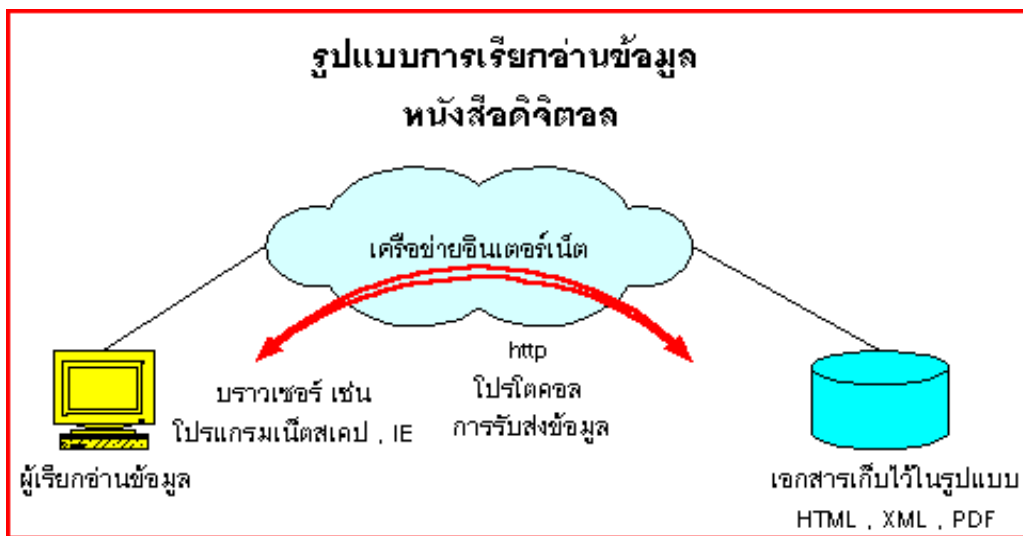 รูปแบบการเรียกอ่านข้อมูล
หนังสือดิจิตอล
เครือข่ายอินเตอร์เน็ต
http
โปรโตคอล
การรับส่งข้อมูล
บราวเซอร์ เช่น
โปรแกรมเน็ตสเคป , IE
ผู้เรียกอ่านข้อมูล
เอกสารเก็บไว้ในรูปแบบ
HTML , XML , PDF